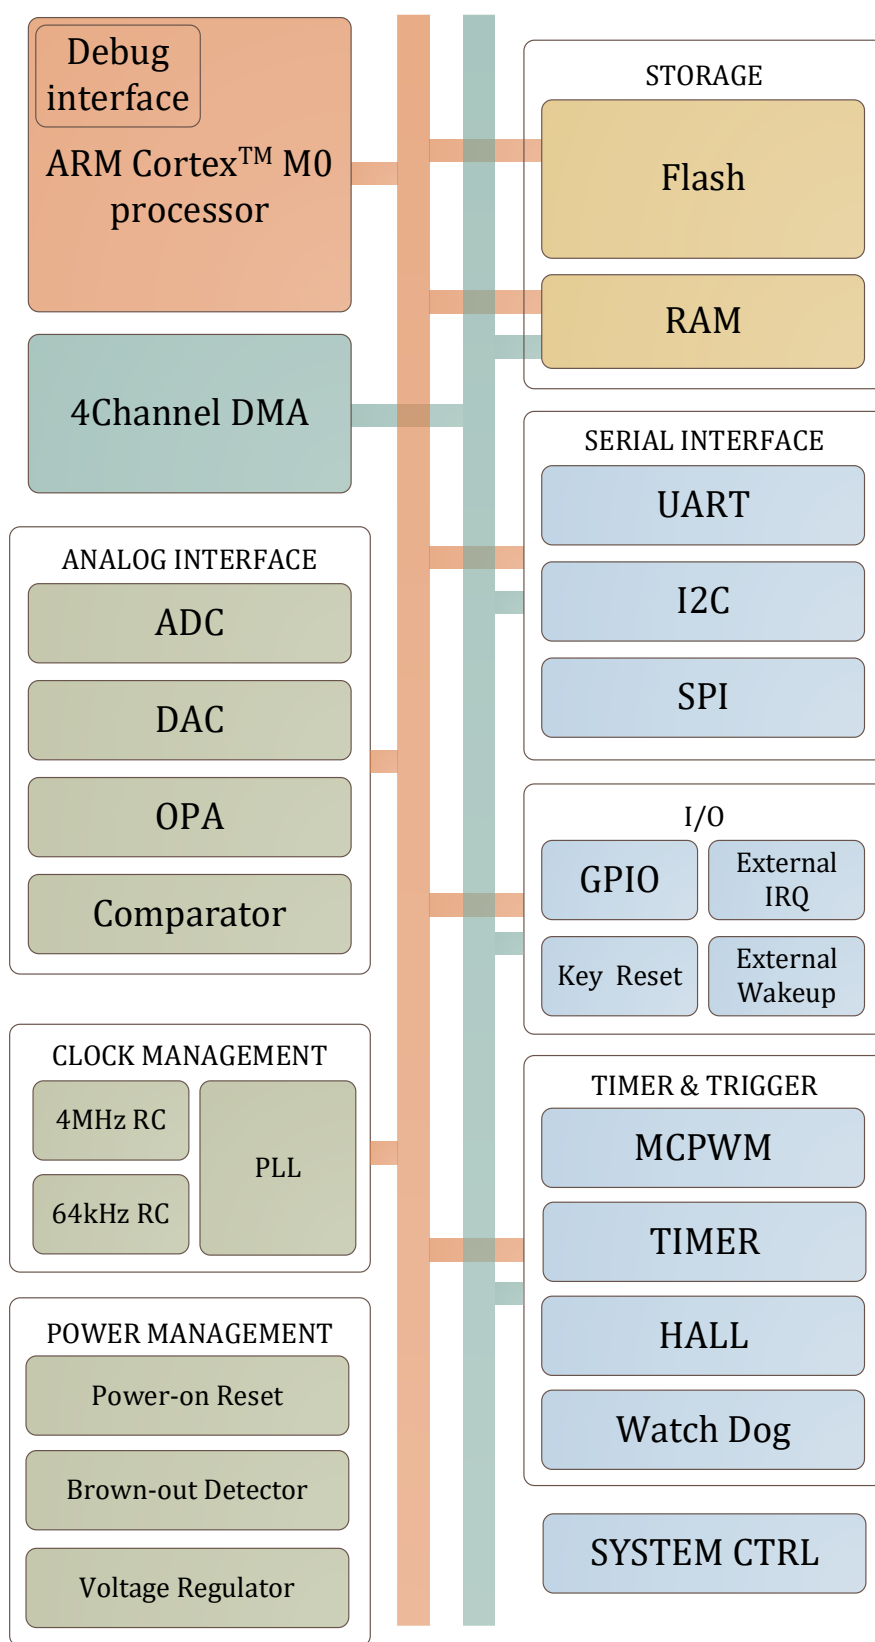 Debug
interface
ARM Cortex™ M0
processor
4Channel DMA
ANALOG INTERFACE
ADC
DAC
OPA
Comparator
CLOCK MANAGEMENT
4MHz RC
64kHz RC
PLL
POWER MANAGEMENT
Power-on Reset
Brown-out Detector
Voltage Regulator
STORAGE
Flash
RAM
SERIAL INTERFACE
UART
I2C
SPI
I/O
GPIO
External
IRQ
Key Reset
External
Wakeup
TIMER & TRIGGER
MCPWM
TIMER
HALL
Watch Dog
SYSTEM CTRL